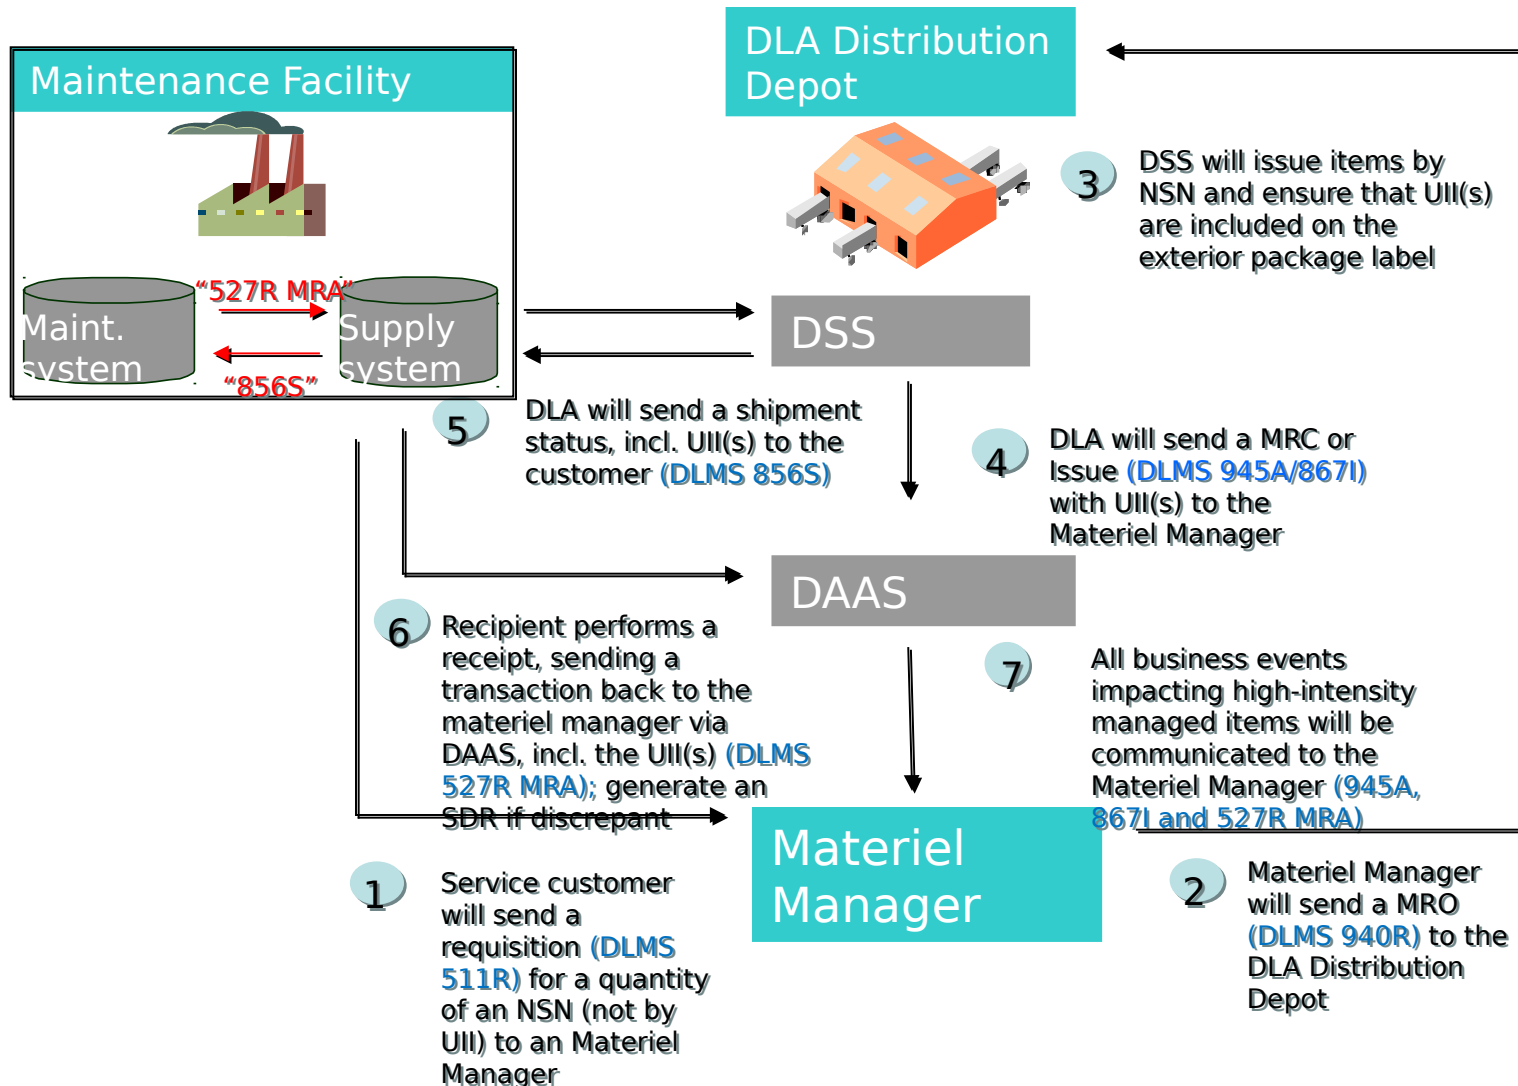 DLA Distribution
Depot
Maintenance Facility
3
DSS will issue items by
NSN and ensure that UII(s)
are included on the
exterior package label
“527R MRA”
Maint.
system
Supply
system
“856S”
DSS
5
DLA will send a shipment
status, incl. UII(s) to the
customer (DLMS 856S)
4
DLA will send a MRC or
Issue (DLMS 945A/867I)
with UII(s) to the
Materiel Manager
DAAS
6
Recipient performs a
receipt, sending a
transaction back to the
materiel manager via
DAAS, incl. the UII(s) (DLMS
527R MRA); generate an
SDR if discrepant
7
All business events
impacting high-intensity
managed items will be
communicated to the
Materiel Manager (945A,
867I and 527R MRA)
Materiel
Manager
1
Service customer
will send a
requisition (DLMS
511R) for a quantity
of an NSN (not by
UII) to an Materiel
Manager
2
Materiel Manager
will send a MRO
(DLMS 940R) to the
DLA Distribution
Depot